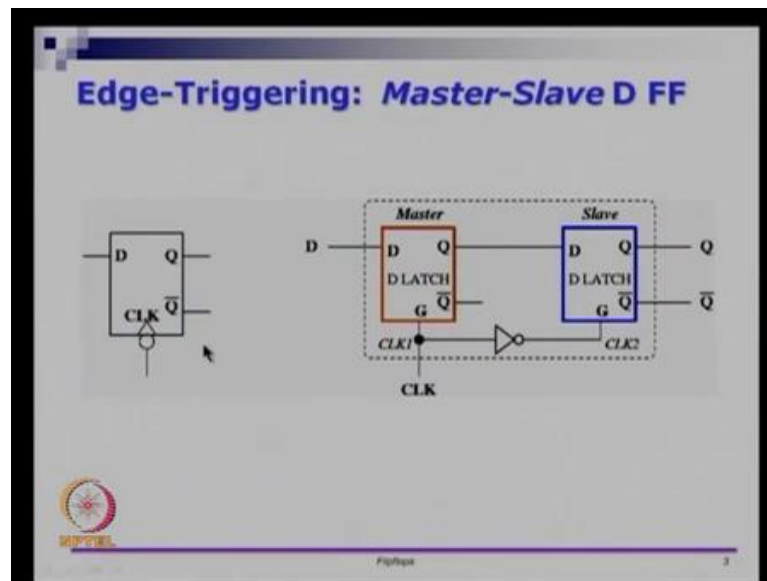 Edge-Triggering: Master-Slave D FF
D Q
CLK Q̅
Master Slave
D D Q D Q Q
D LATCH D LATCH
G Q̅ G Q̅ Q̅
CLK1 CLK2
CLK
NPTEL
Flipflops 3